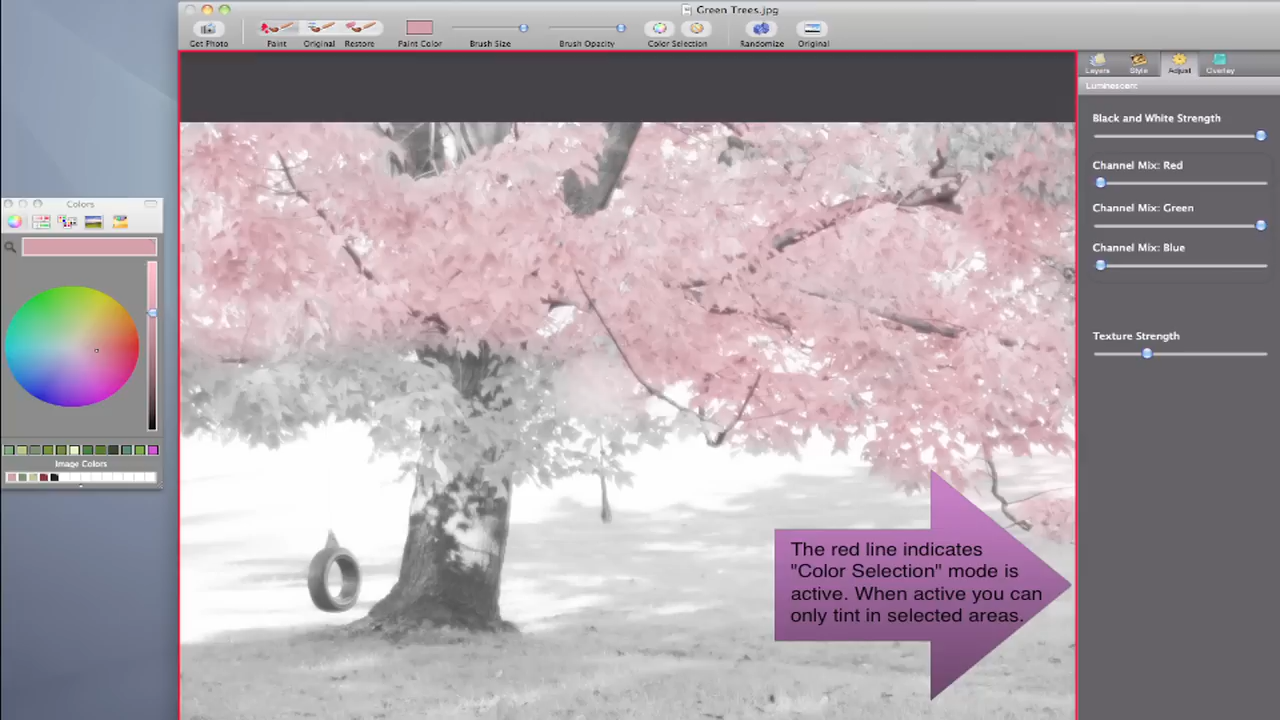 Green Trees.jpg
Get Photo
Paint
Original
Restore
Paint Color
Brush Size
Brush Opacity
Color Selection
Randomize
Original
Layers
Style
Adjust
Overlay
Luminescent
Black and White Strength
Channel Mix: Red
Channel Mix: Green
Channel Mix: Blue
Texture Strength
Colors
Image Colors
The red line indicates
"Color Selection" mode is
active. When active you can
only tint in selected areas.